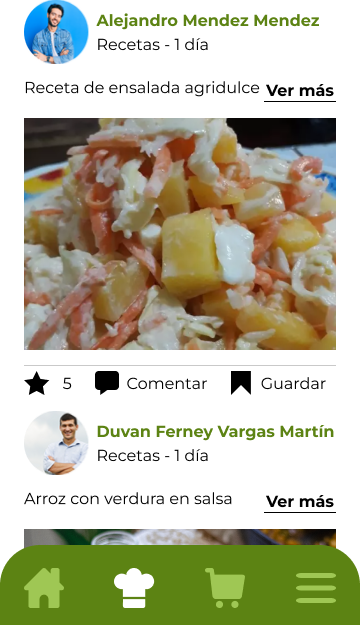 Alejandro Mendez Mendez
Recetas - 1 día
Receta de ensalada agridulce Ver más
5 Comentar Guardar
Duvan Ferney Vargas Martín
Recetas - 1 día
Arroz con verdura en salsa Ver más